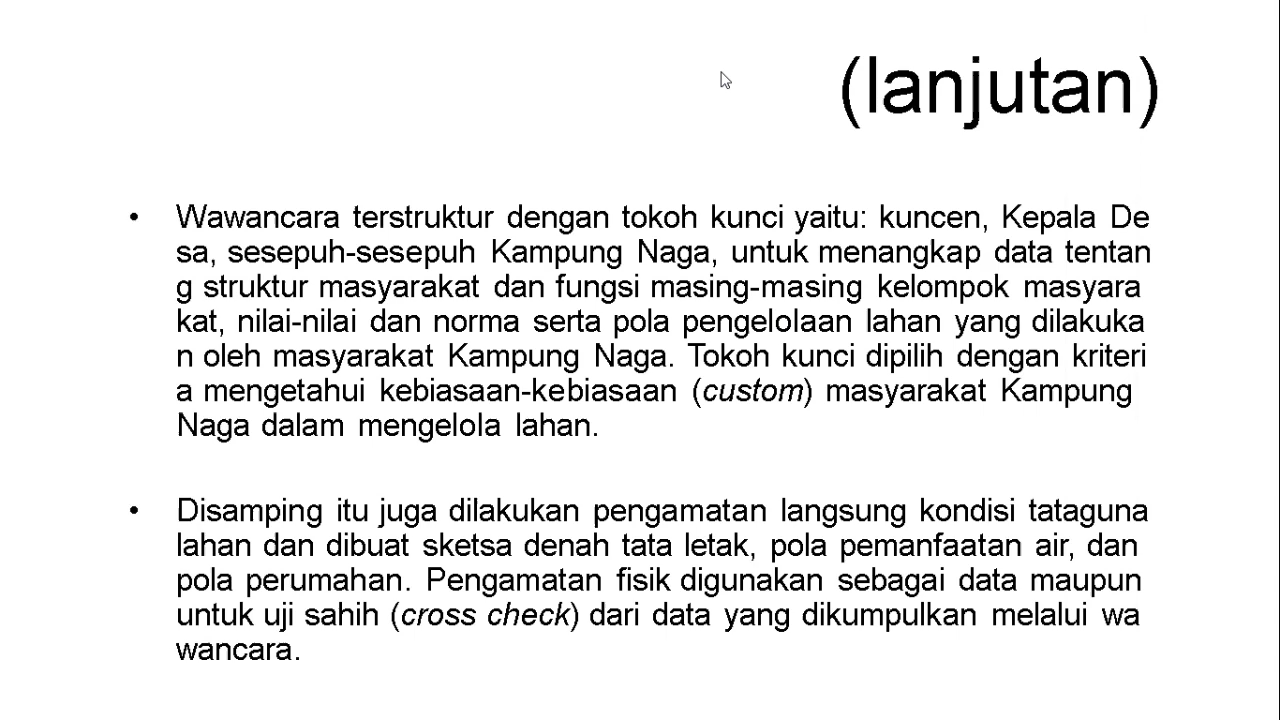 (lanjutan)
• Wawancara terstruktur dengan tokoh kunci yaitu: kuncen, Kepala De
sa, sesepuh-sesepuh Kampung Naga, untuk menangkap data tentan
g struktur masyarakat dan fungsi masing-masing kelompok masyara
kat, nilai-nilai dan norma serta pola pengelolaan lahan yang dilakuka
n oleh masyarakat Kampung Naga. Tokoh kunci dipilih dengan kriteri
a mengetahui kebiasaan-kebiasaan (custom) masyarakat Kampung
Naga dalam mengelola lahan.
• Disamping itu juga dilakukan pengamatan langsung kondisi tataguna
lahan dan dibuat sketsa denah tata letak, pola pemanfaatan air, dan
pola perumahan. Pengamatan fisik digunakan sebagai data maupun
untuk uji sahih (cross check) dari data yang dikumpulkan melalui wa
wancara.